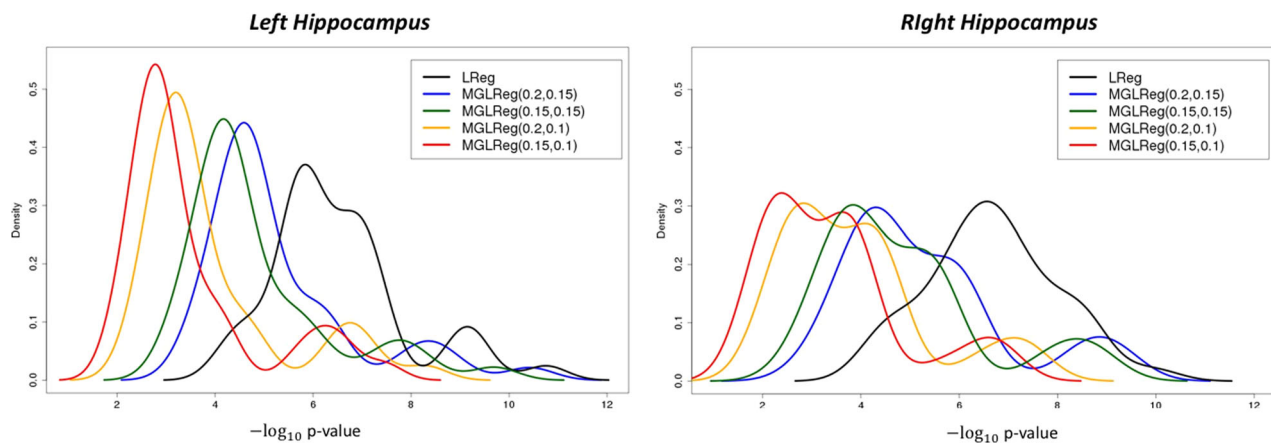 Left Hippocampus
Density
0.0
0.1
0.2
0.3
0.4
0.5
LReg
MGLReg(0.2,0.15)
MGLReg(0.15,0.15)
MGLReg(0.2,0.1)
MGLReg(0.15,0.1)
2 4 6 8 10 12
−log10 p-value
RIght Hippocampus
Density
0.0
0.1
0.2
0.3
0.4
0.5
LReg
MGLReg(0.2,0.15)
MGLReg(0.15,0.15)
MGLReg(0.2,0.1)
MGLReg(0.15,0.1)
2 4 6 8 10 12
−log10 p-value